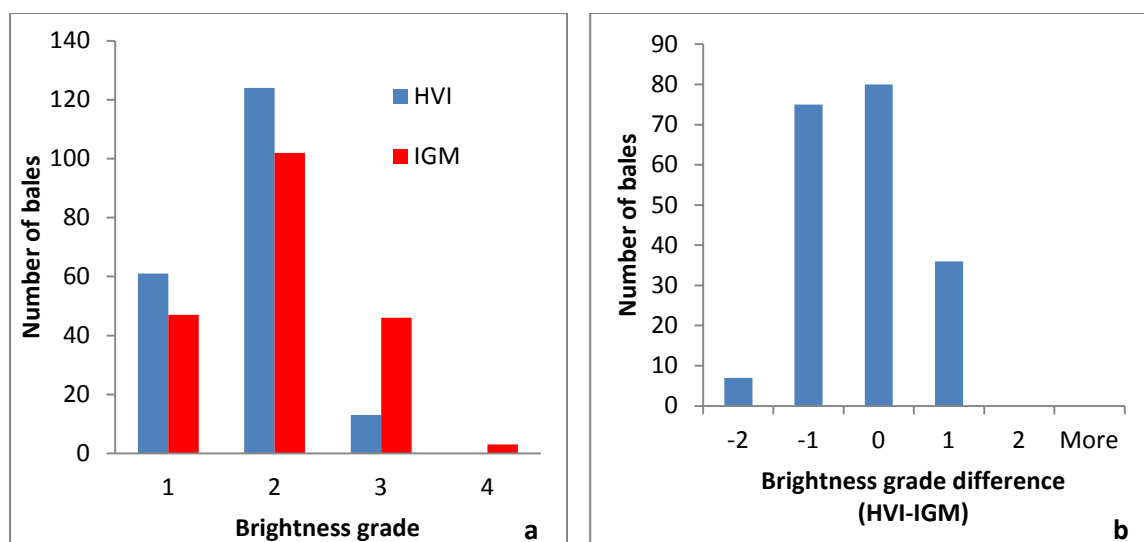 140
120
100
80
60
40
20
0
Number of bales
HVI
IGM
1 2 3 4
Brightness grade
a
90
80
70
60
50
40
30
20
10
0
Number of bales
-2 -1 0 1 2 More
Brightness grade difference
(HVI-IGM)
b